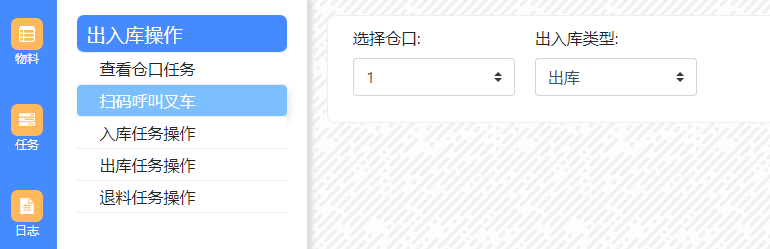 物料
任务
日志
出入库操作
查看仓口任务
扫码呼叫叉车
入库任务操作
出库任务操作
退料任务操作
选择仓口:
1
出入库类型:
出库